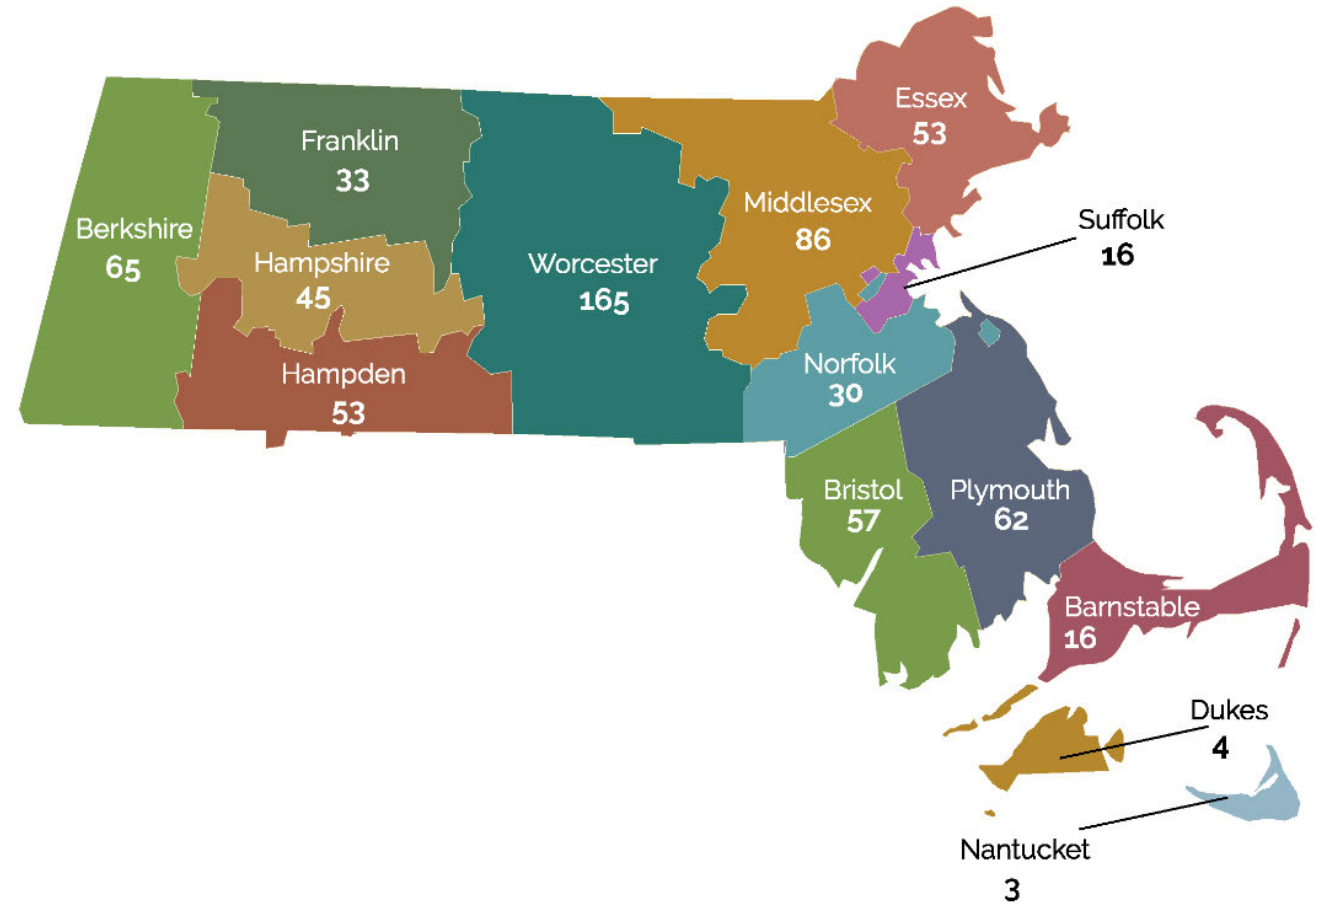 Essex
53
Franklin
33
Middlesex
86
Suffolk
16
Berkshire
65
Hampshire
45
Worcester
165
Norfolk
30
Hampden
53
Bristol
57
Plymouth
62
Barnstable
16
Dukes
4
Nantucket
3